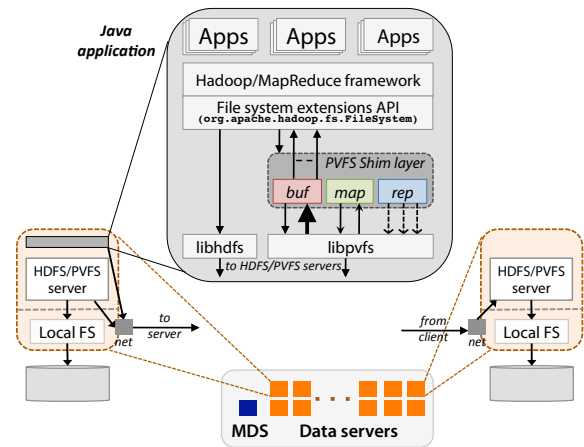 Java
application
Apps
Apps
Apps
Hadoop/MapReduce framework
File system extensions API
(org.apache.hadoop.fs.FileSystem)
PVFS Shim layer
buf
map
rep
libhdfs
libpvfs
to HDFS/PVFS servers
HDFS/PVFS
server
Local FS
net
to
server
from
client
net
HDFS/PVFS
server
Local FS
MDS
Data servers